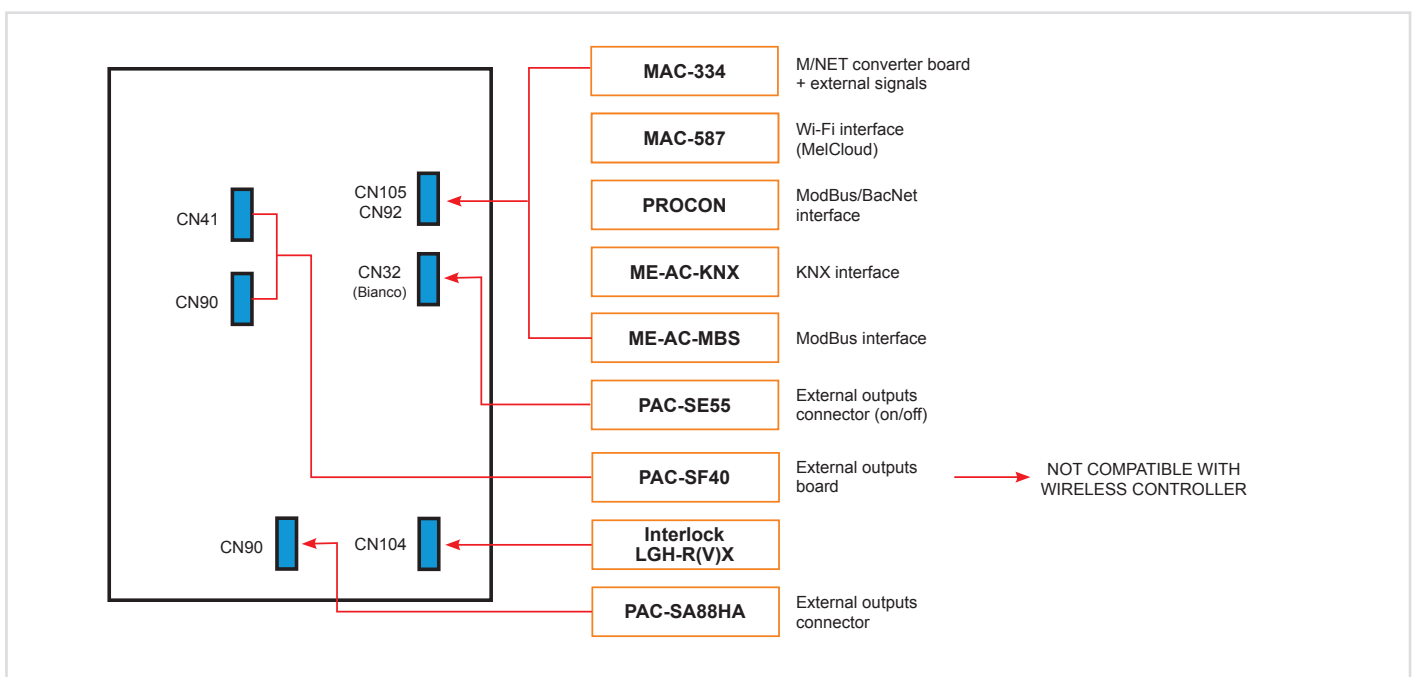 MAC-334
M/NET converter board
+ external signals
MAC-587
Wi-Fi interface
(MelCloud)
CN105
CN92
PROCON
ModBus/BacNet
interface
CN41
CN32
(Bianco)
ME-AC-KNX
KNX interface
CN90
ME-AC-MBS
ModBus interface
PAC-SE55
External outputs
connector (on/off)
PAC-SF40
External outputs
board
NOT COMPATIBLE WITH
WIRELESS CONTROLLER
CN90
CN104
Interlock
LGH-R(V)X
PAC-SA88HA
External outputs
connector